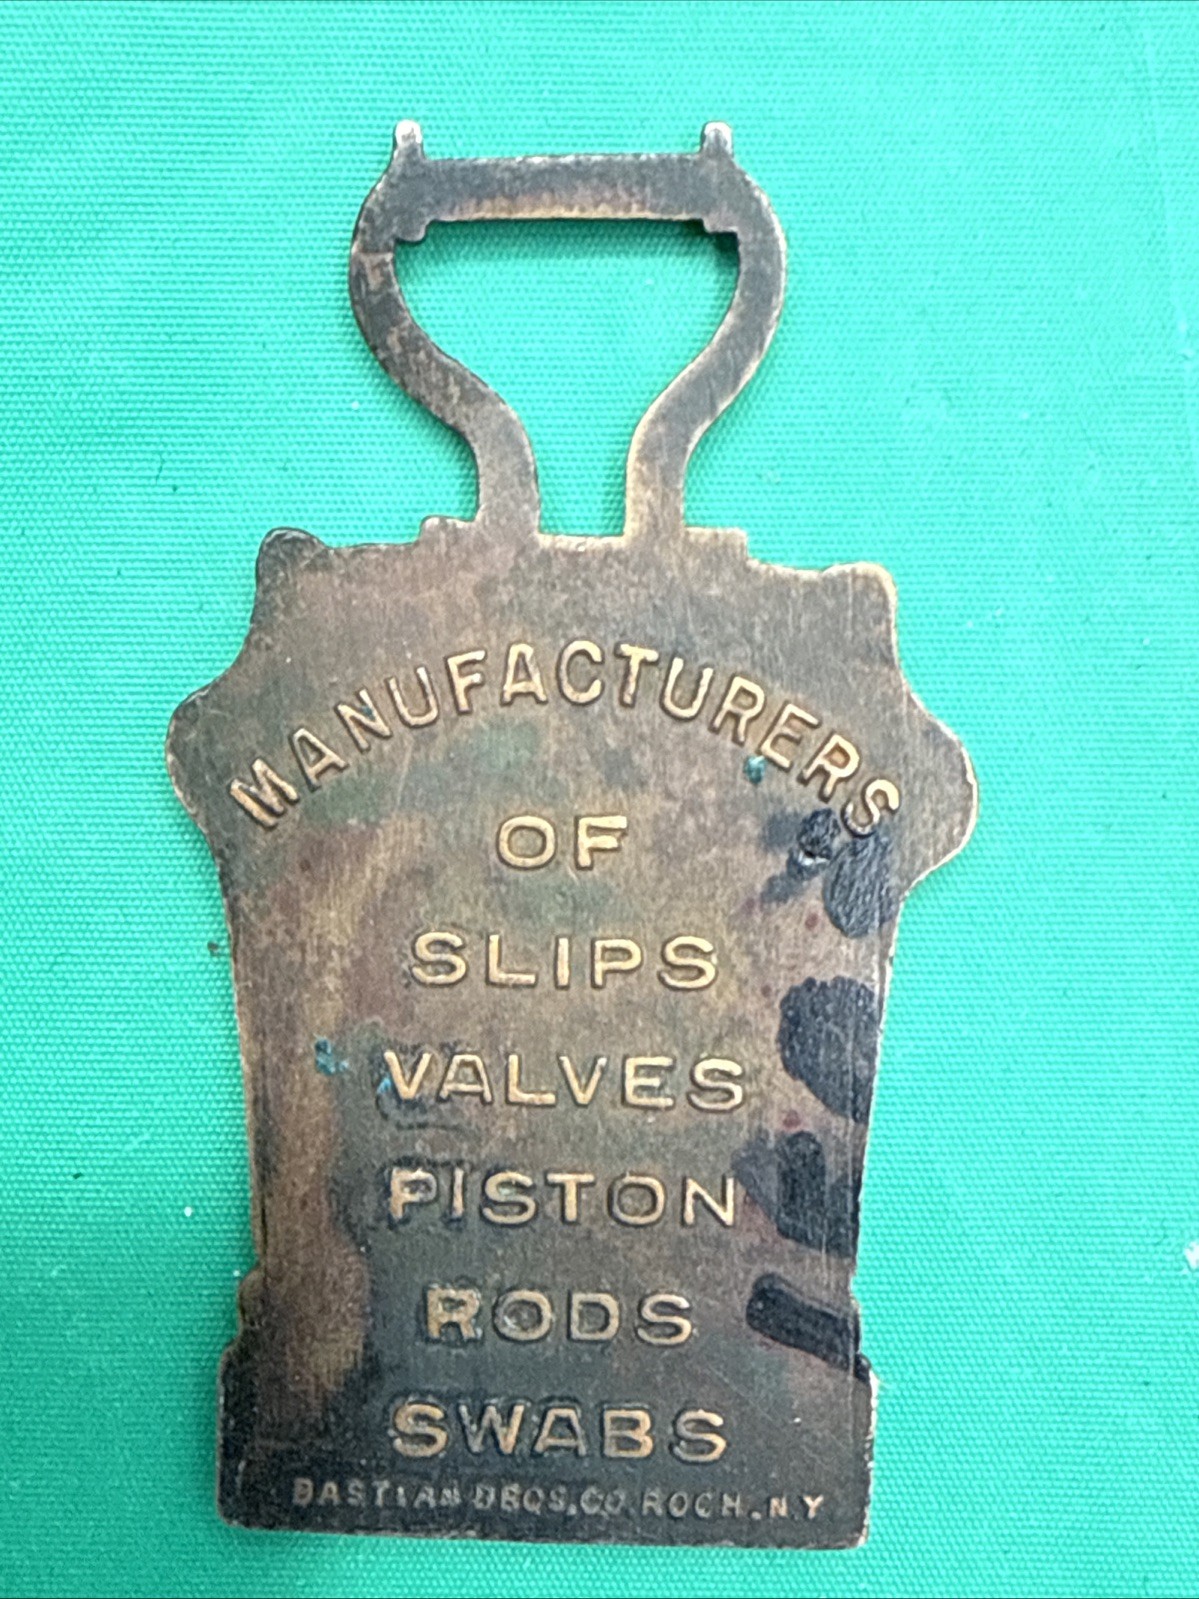 MANUFACTURERS
OF
SLIPS
VALVES
PISTON
RODS
SWABS
BASTIAN BROS. CO. ROCH. N.Y